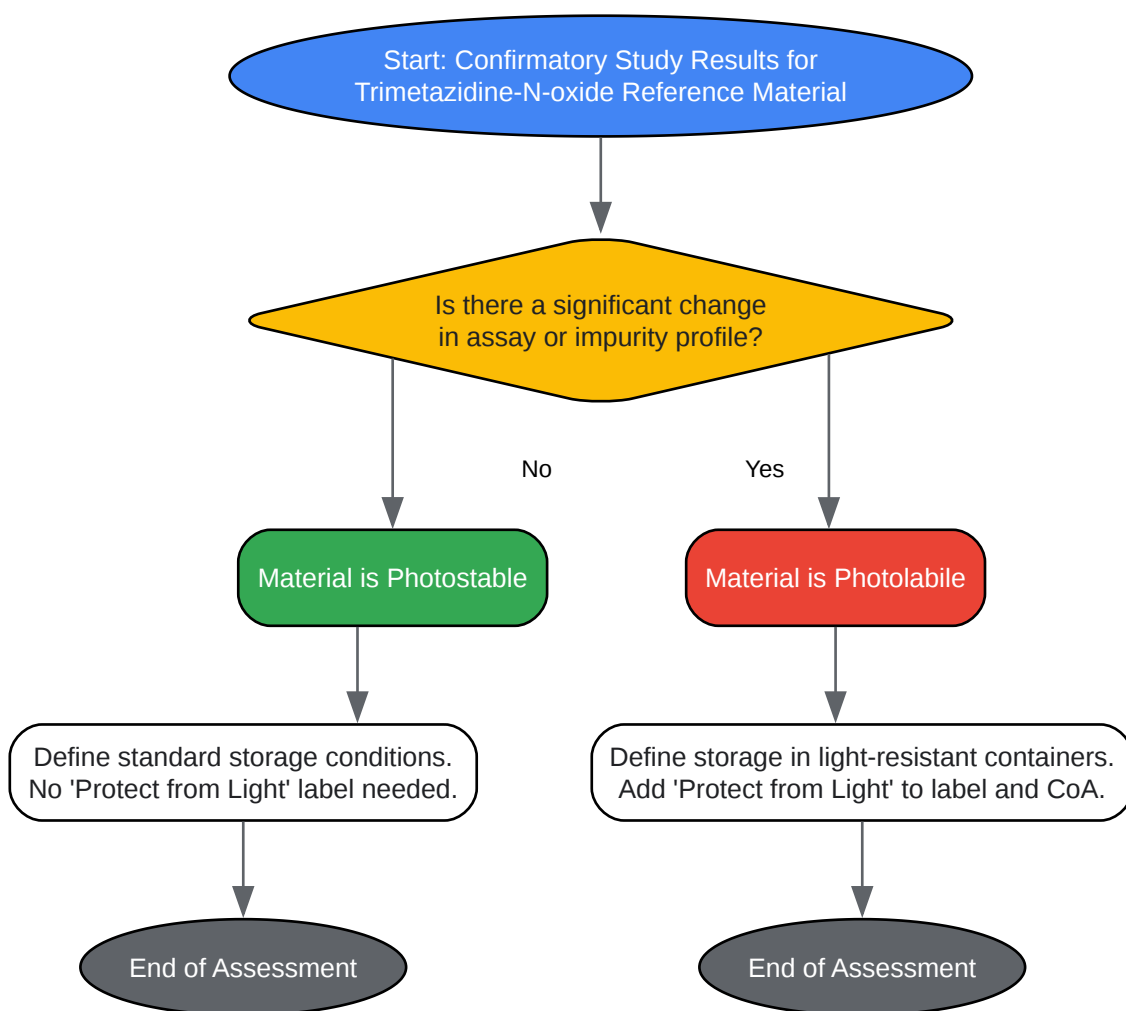 Start: Confirmatory Study Results for
Trimetazidine-N-oxide Reference Material
Is there a significant change
in assay or impurity profile?
No
Yes
Material is Photostable
Material is Photolabile
Define standard storage conditions.
No 'Protect from Light' label needed.
Define storage in light-resistant containers.
Add 'Protect from Light' to label and CoA.
End of Assessment
End of Assessment